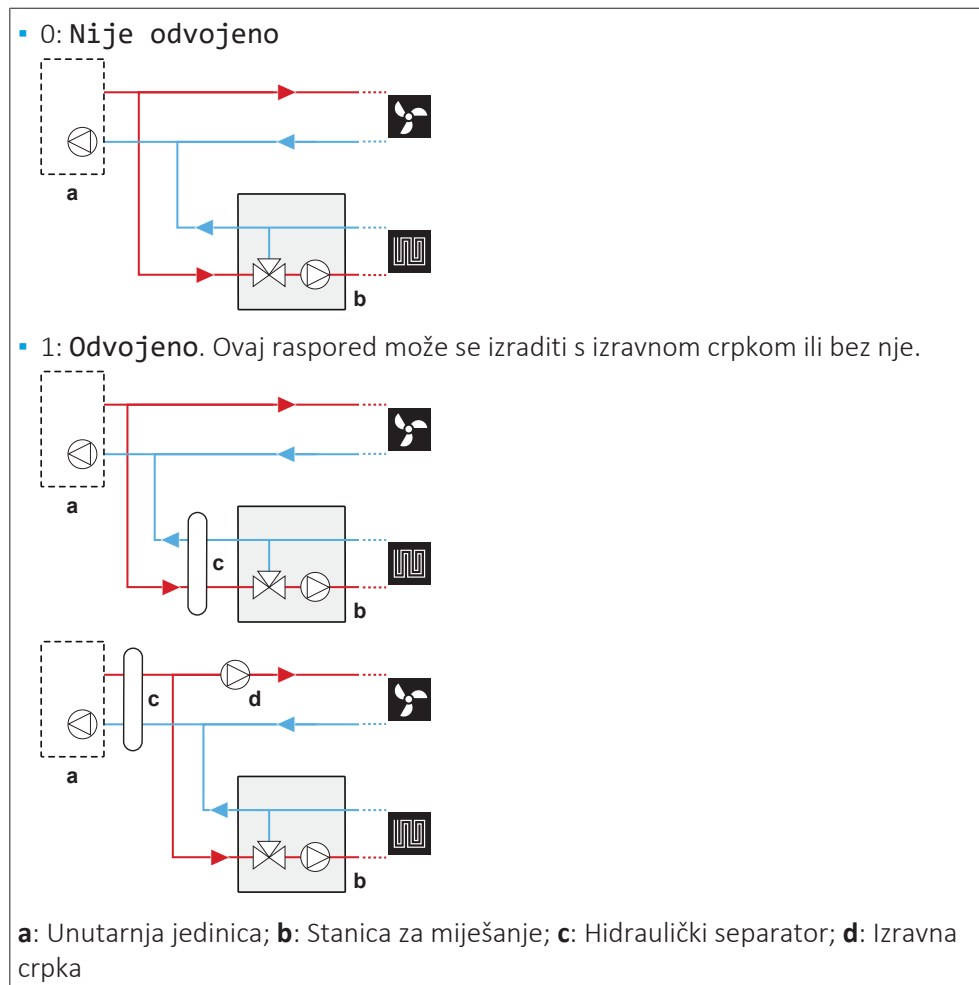 ▪ 0: Nije odvojeno
a
b
▪ 1: Odvojeno. Ovaj raspored može se izraditi s izravnom crpkom ili bez nje.
a
c
b
c
d
a
b
a: Unutarnja jedinica; b: Stanica za miješanje; c: Hidraulički separator; d: Izravna
crpka